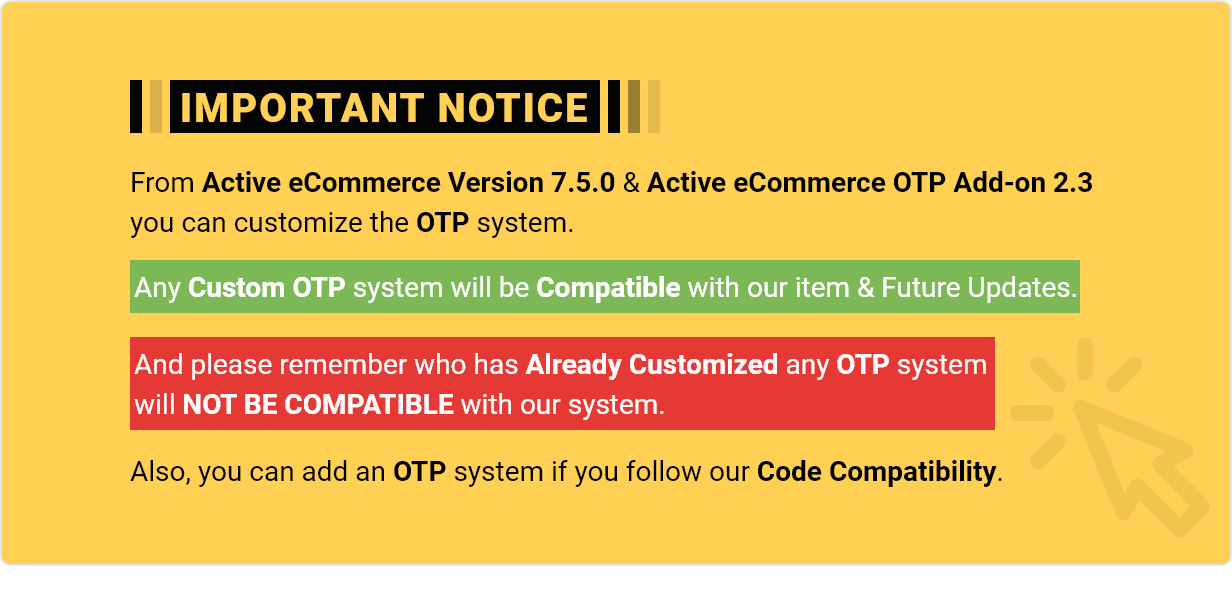 IMPORTANT NOTICE
From Active eCommerce Version 7.5.0 & Active eCommerce OTP Add-on 2.3
you can customize the OTP system.
Any Custom OTP system will be Compatible with our item & Future Updates.
And please remember who has Already Customized any OTP system
will NOT BE COMPATIBLE with our system.
Also, you can add an OTP system if you follow our Code Compatibility.